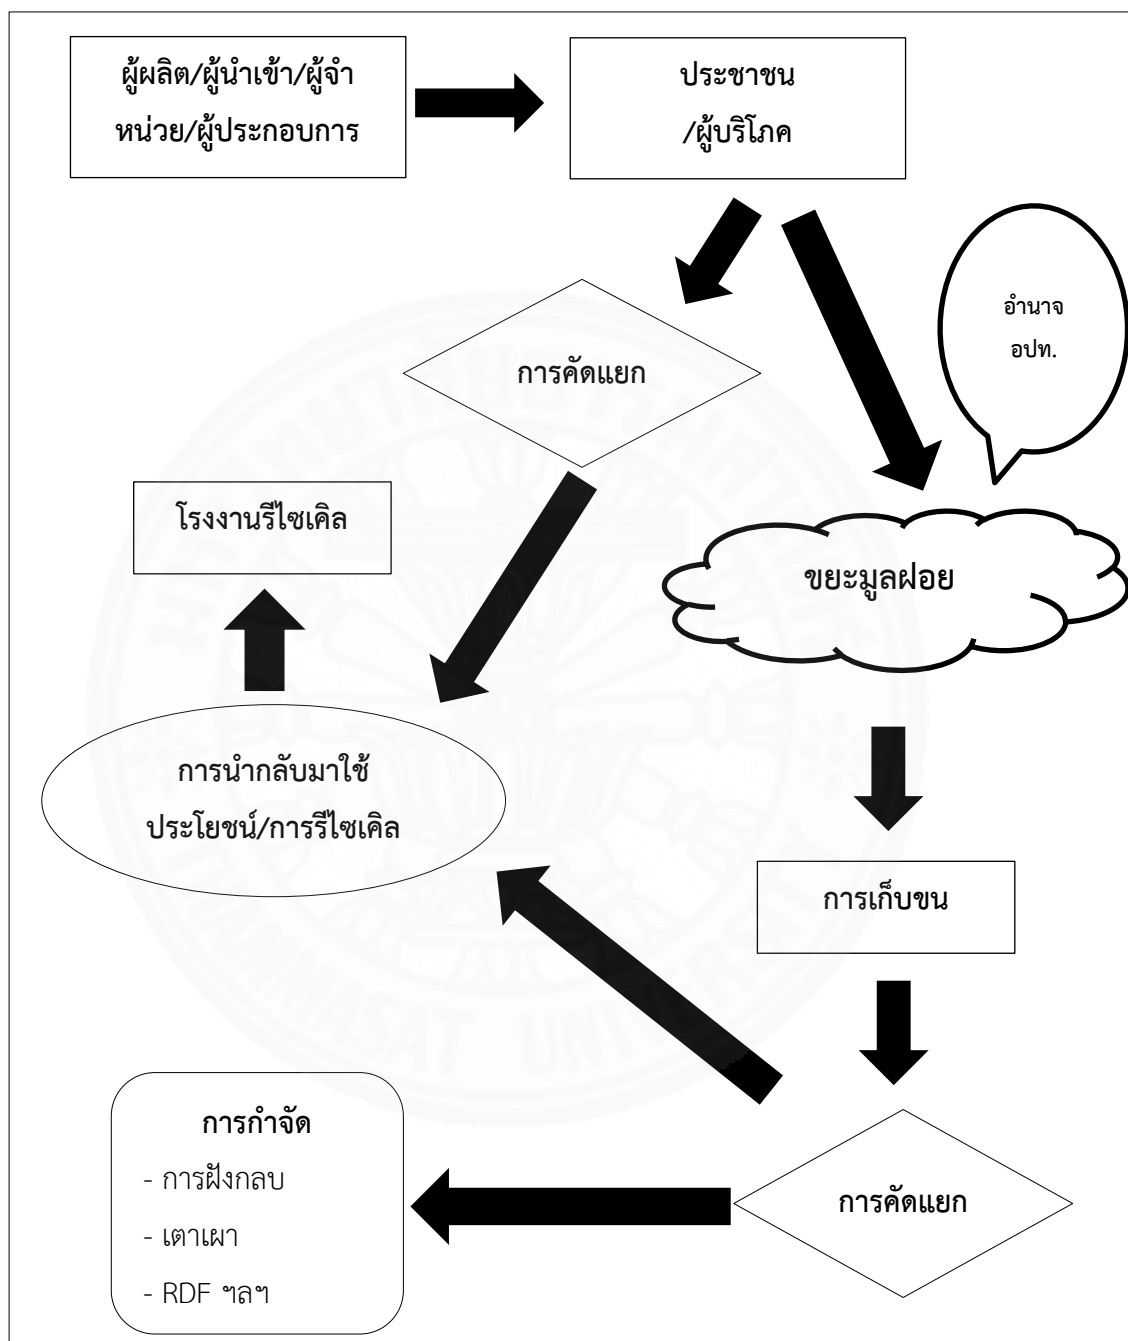 ผู้ผลิต/ผู้นำเข้า/ผู้จำ
หน่วย/ผู้ประกอบการ
ประชาชน
/ผู้บริโภค
อำนาจ
อปท.
การคัดแยก
โรงงานรีไซเคิล
ขยะมูลฝอย
การนำกลับมาใช้
ประโยชน์/การรีไซเคิล
การเก็บขน
การกำจัด
- การฝังกลบ
- เตาเผา
- RDF ฯลฯ
การคัดแยก
THAMMASAT UNIVERSITY